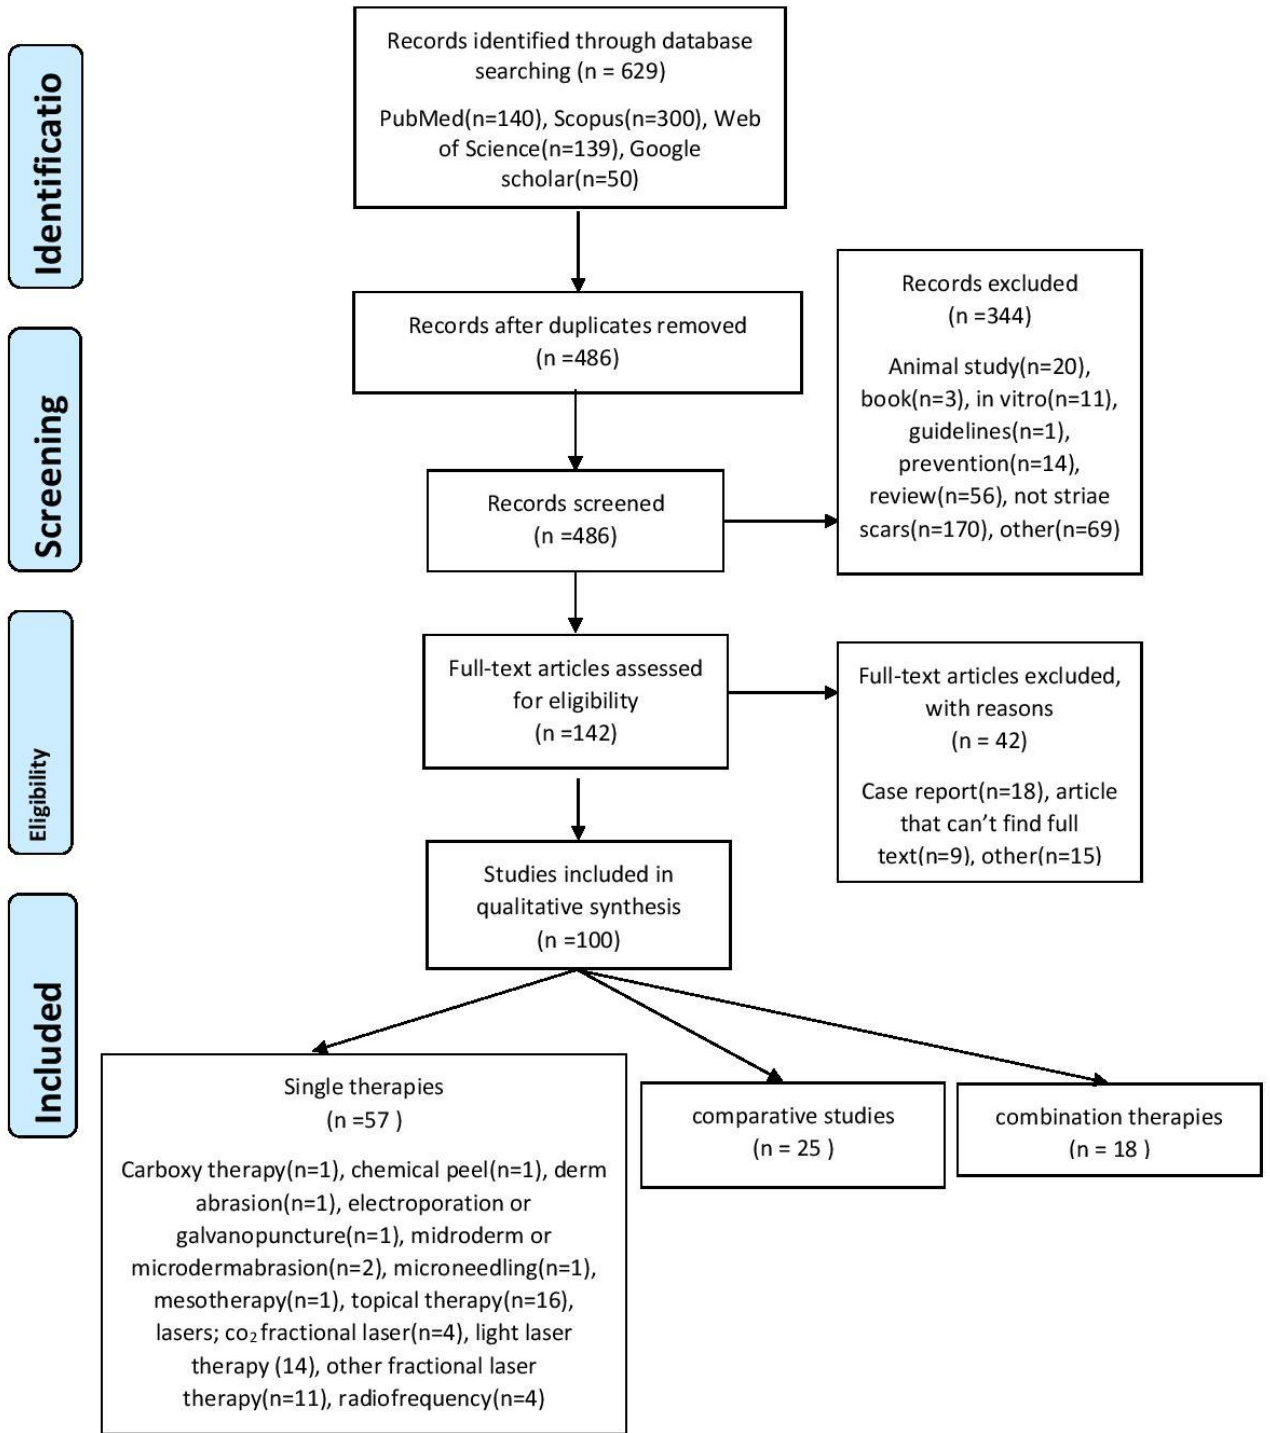 Identificatio
Records identified through database
searching (n = 629)
PubMed(n=140), Scopus(n=300), Web
of Science(n=139), Google
scholar(n=50)
Screening
Records after duplicates removed
(n =486)
Records screened
(n =486)
Records excluded
(n =344)
Animal study(n=20),
book(n=3), in vitro(n=11),
guidelines(n=1),
prevention(n=14),
review(n=56), not striae
scars(n=170), other(n=69)
Eligibility
Full-text articles assessed
for eligibility
(n =142)
Full-text articles excluded,
with reasons
(n = 42)
Case report(n=18), article
that can’t find full
text(n=9), other(n=15)
Included
Studies included in
qualitative synthesis
(n =100)
Single therapies
(n =57 )
Carboxy therapy(n=1), chemical peel(n=1), derm
abrasion(n=1), electroporation or
galvanopuncture(n=1), midroderm or
microdermabrasion(n=2), microneedling(n=1),
mesotherapy(n=1), topical therapy(n=16),
lasers; co₂ fractional laser(n=4), light laser
therapy (14), other fractional laser
therapy(n=11), radiofrequency(n=4)
comparative studies
(n = 25 )
combination therapies
(n = 18 )